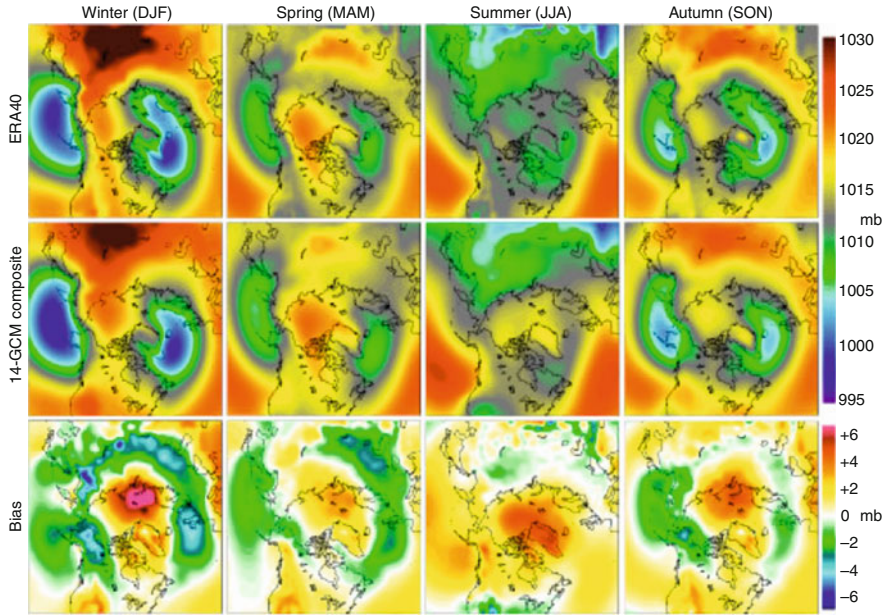 Winter (DJF) Spring (MAM) Summer (JJA) Autumn (SON)
ERA40
14-GCM composite
Bias
1030
1025
1020
1015
mb
1010
1005
1000
995
+6
+4
+2
0 mb
−2
−4
−6